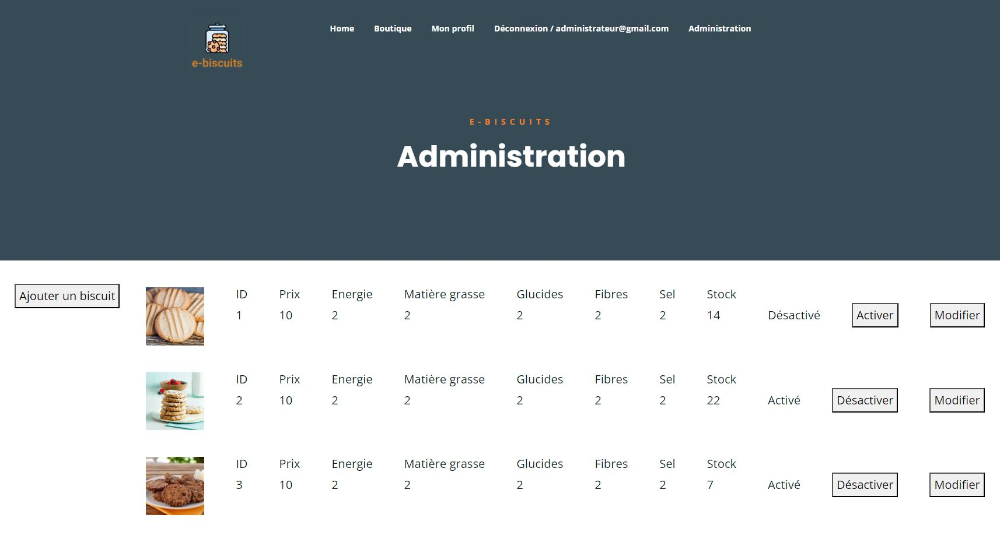 Home Boutique Mon profil Déconnexion / administrateur@gmail.com Administration
e-biscuits
E-BISCUITS
Administration
Ajouter un biscuit
ID Prix Energie Matière grasse Glucides Fibres Sel Stock
1 10 2 2 2 2 2 14 Désactivé Activer Modifier
ID Prix Energie Matière grasse Glucides Fibres Sel Stock
2 10 2 2 2 2 2 22 Activé Désactiver Modifier
ID Prix Energie Matière grasse Glucides Fibres Sel Stock
3 10 2 2 2 2 2 7 Activé Désactiver Modifier